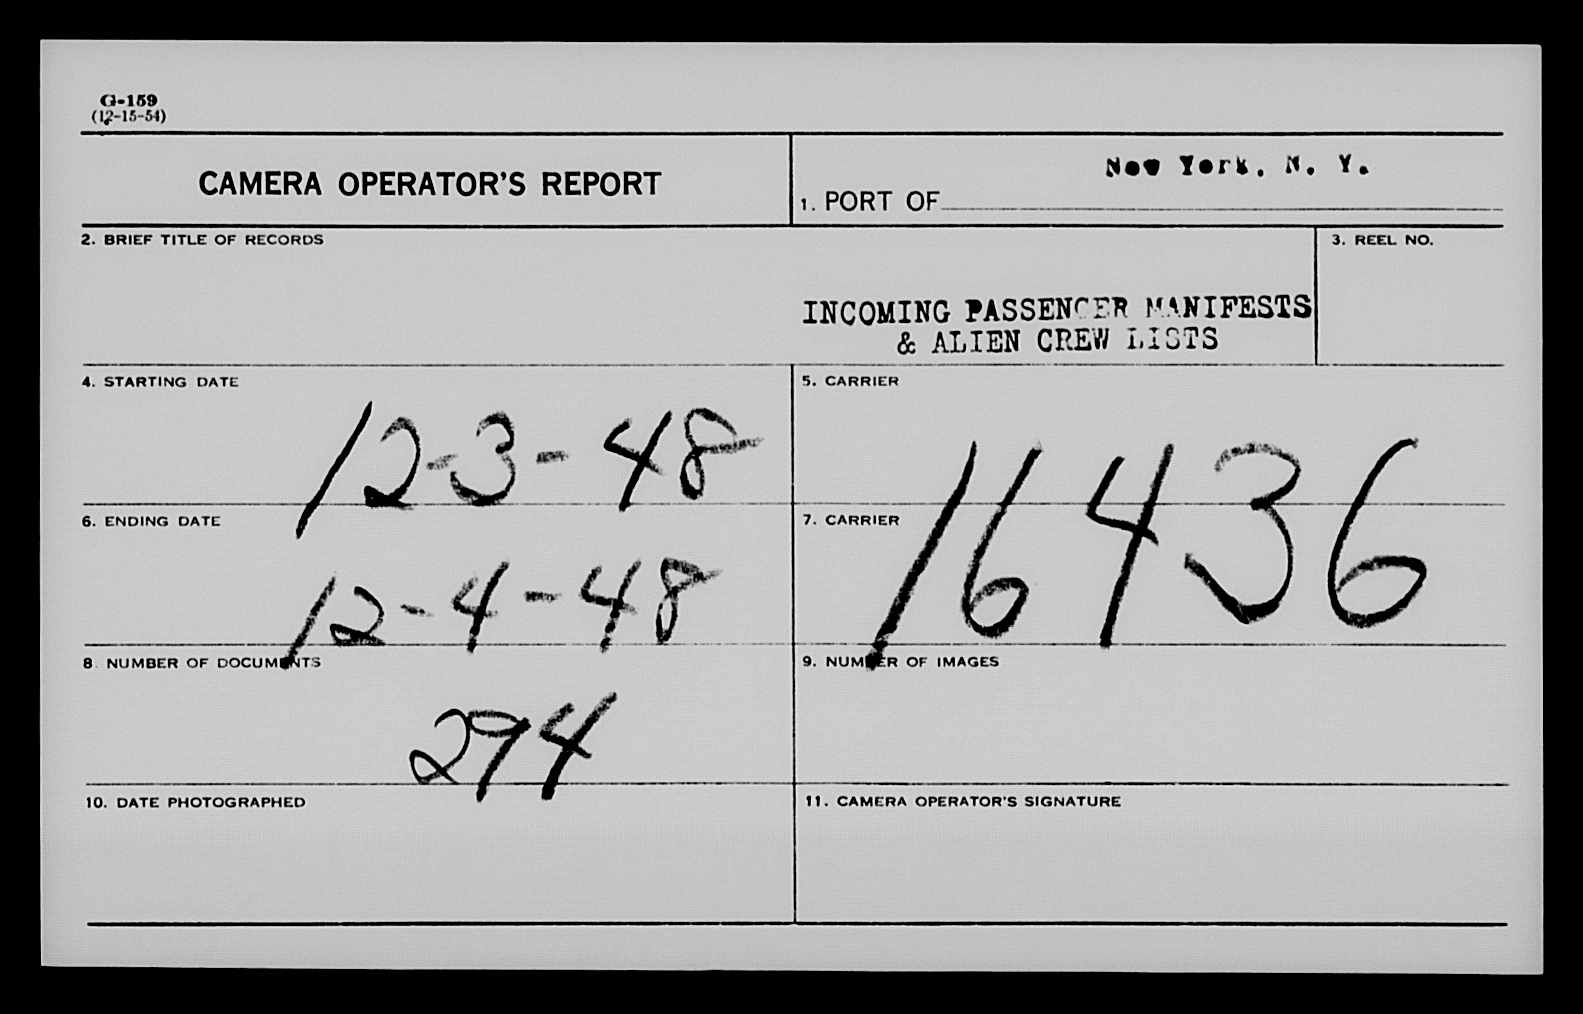 G-159
(12-15-54)
CAMERA OPERATOR'S REPORT
New York, N. Y.
1. PORT OF
2. BRIEF TITLE OF RECORDS
3. REEL NO.
INCOMING PASSENGER MANIFESTS
& ALIEN CREW LISTS
4. STARTING DATE
12-3-48
5. CARRIER
16436
6. ENDING DATE
12-4-48
7. CARRIER
8. NUMBER OF DOCUMENTS
294
9. NUMBER OF IMAGES
10. DATE PHOTOGRAPHED
11. CAMERA OPERATOR'S SIGNATURE